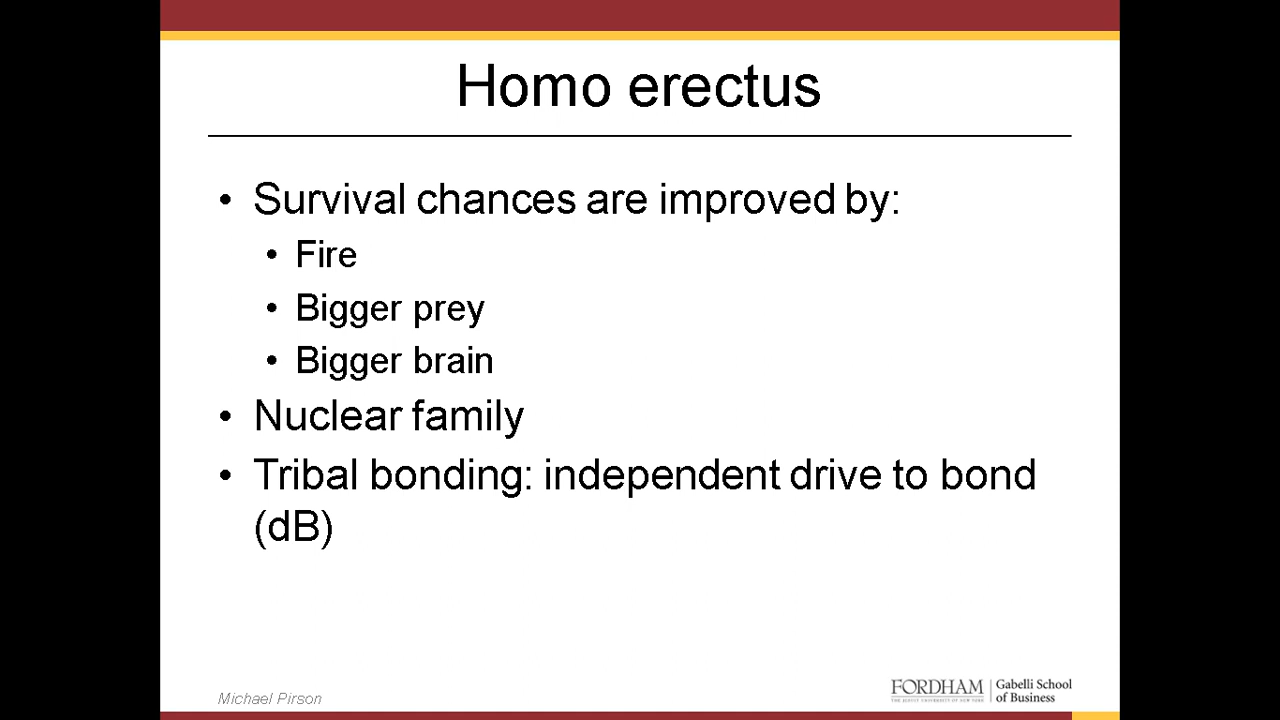 Homo erectus
• Survival chances are improved by:
• Fire
• Bigger prey
• Bigger brain
• Nuclear family
• Tribal bonding: independent drive to bond
(dB)
Michael Pirson
FORDHAM
THE JESUIT UNIVERSITY OF NEW YORK
Gabelli School
of Business